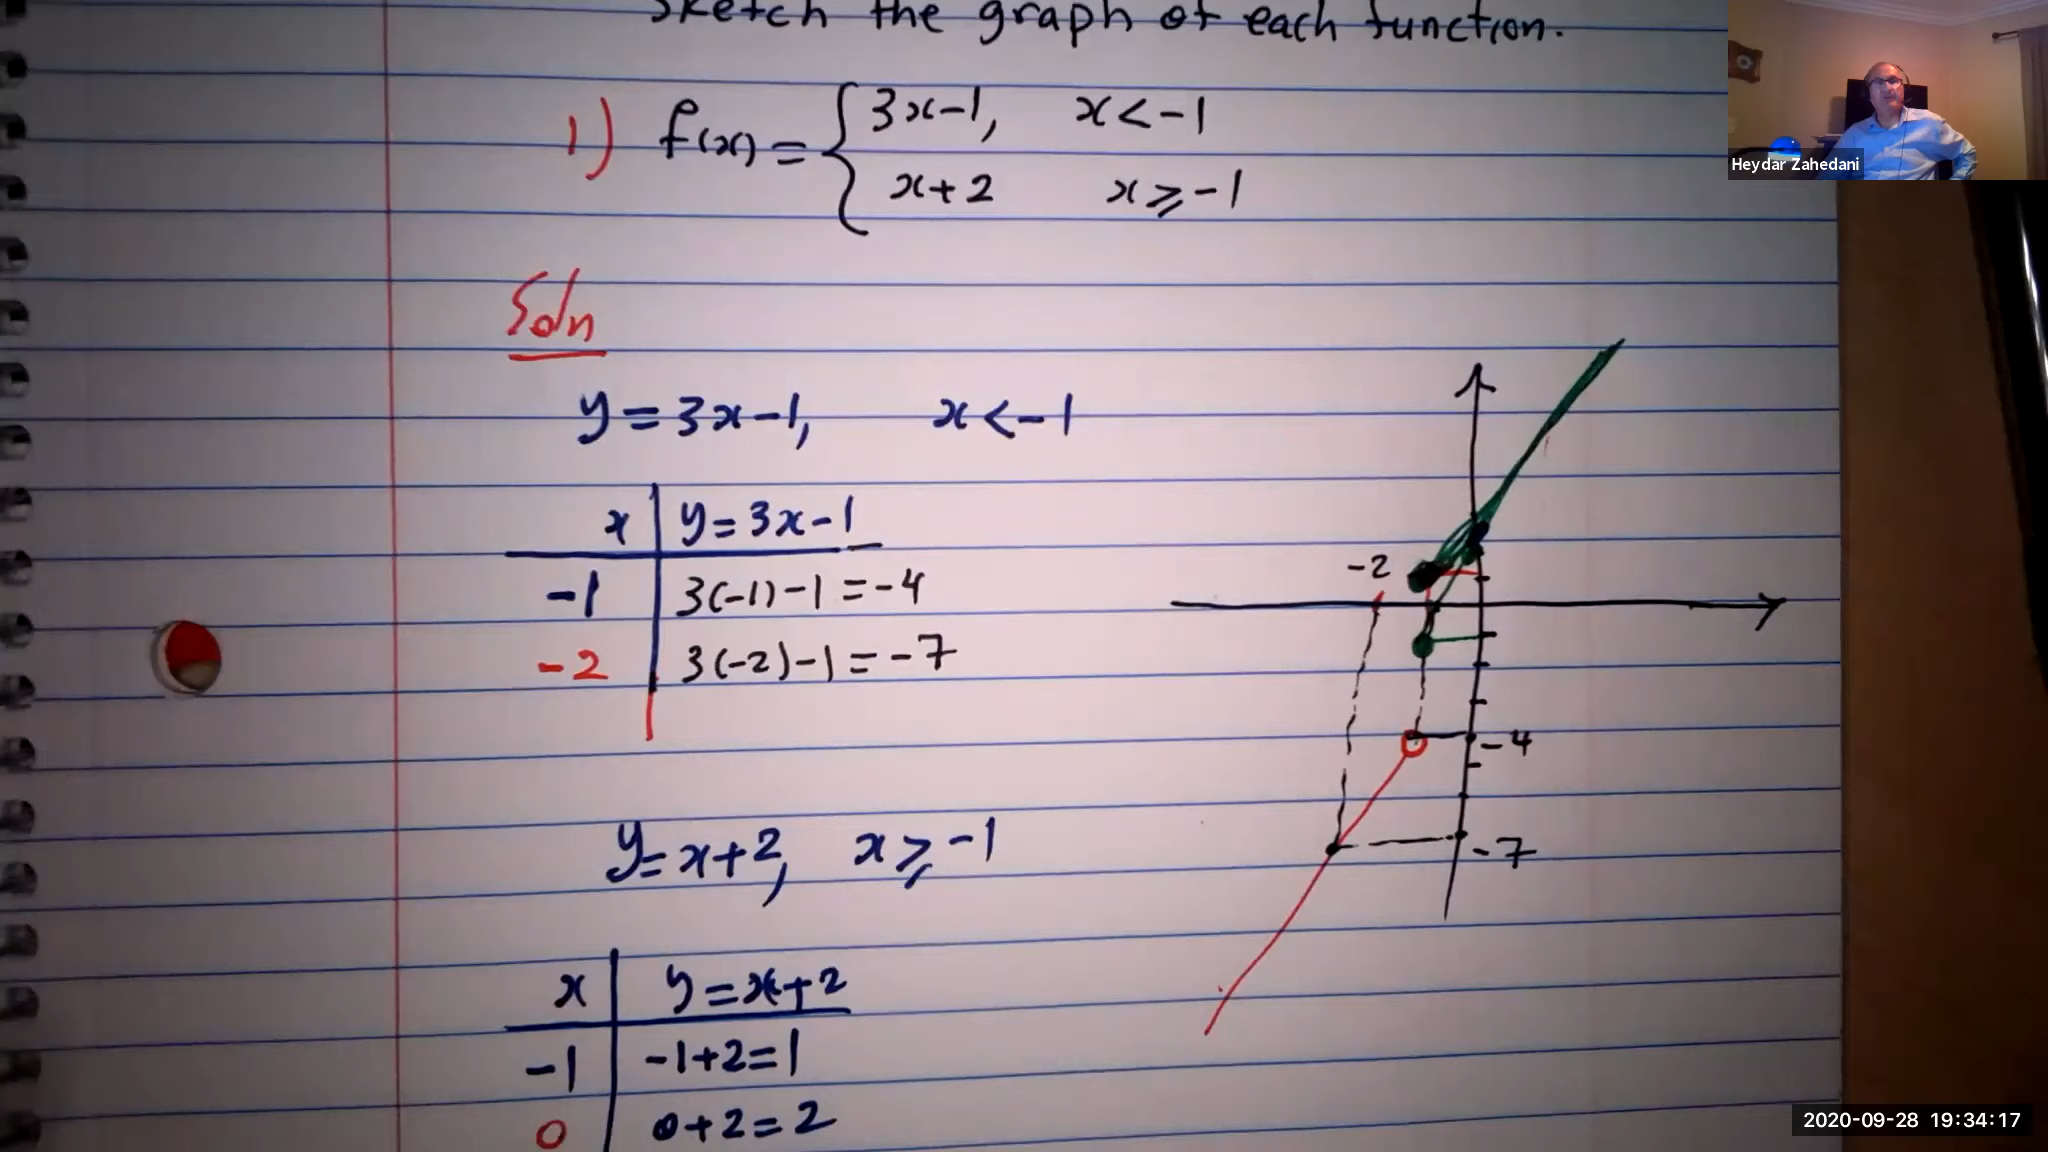 Sketch the graph of each function.
1) f(x) = { 3x-1, x < -1
x+2 x ⩾ -1
Heydar Zahedani
Soln
y = 3x-1, x < -1
x | y = 3x-1
-1 | 3(-1)-1 = -4
-2 | 3(-2)-1 = -7
-2
-4
-7
y = x+2, x ⩾ -1
x | y = x+2
-1 | -1+2 = 1
0 | 0+2 = 2
2020-09-28 19:34:17